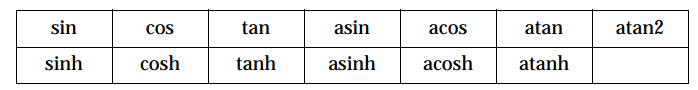 sin cos tan asin acos atan atan2
sinh cosh tanh asinh acosh atanh